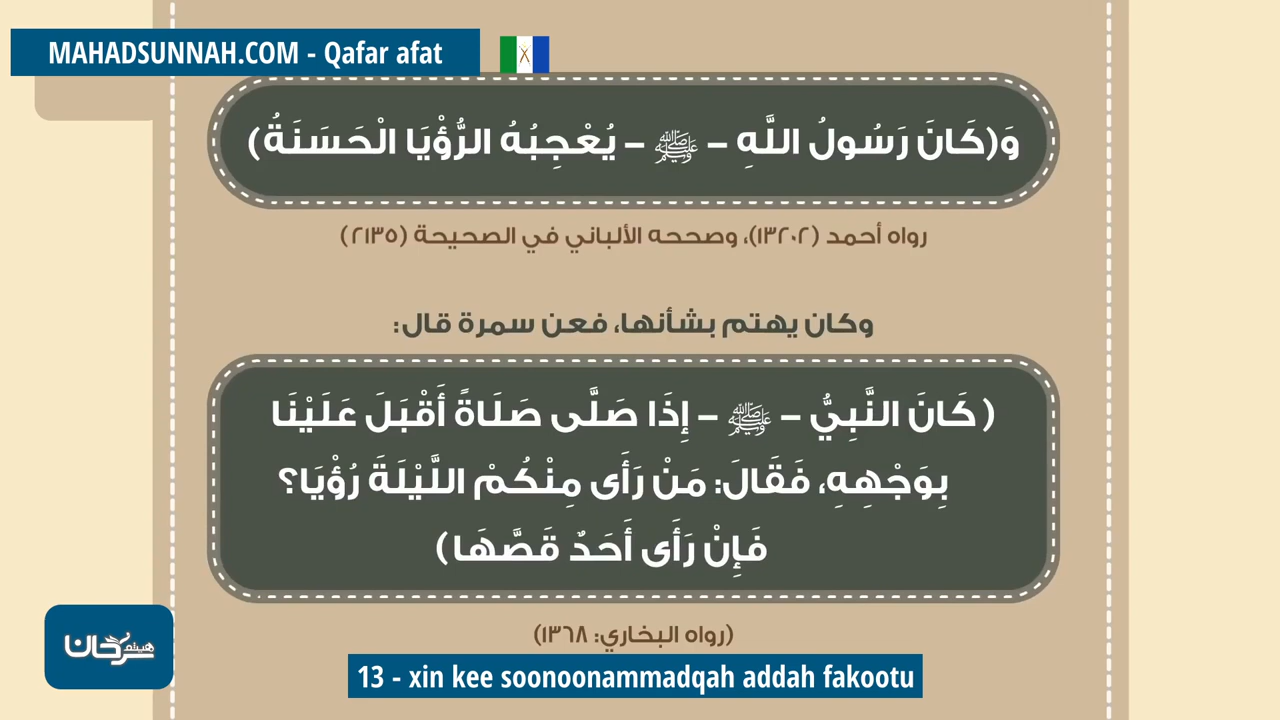 MAHADSUNNAH.COM - Qafar afat
وَ(كَانَ رَسُولُ اللَّهِ – ﷺ – يُعْجِبُهُ الرُّؤْيَا الْحَسَنَةُ)
رواه أحمد (١٣٢٠٢)، وصححه الألباني في الصحيحة (٢١٣٥)
وكان يهتم بشأنها، فعن سمرة قال:
( كَانَ النَّبِيُّ – ﷺ – إِذَا صَلَّى صَلَاةً أَقْبَلَ عَلَيْنَا
بِوَجْهِهِ، فَقَالَ: مَنْ رَأَى مِنْكُمْ اللَّيْلَةَ رُؤْيَا؟
فَإِنْ رَأَى أَحَدٌ قَصَّهَا)
(رواه البخاري: ١٣٦٨)
هيثم سرحان
13 - xin kee soonoonammadqah addah fakootu